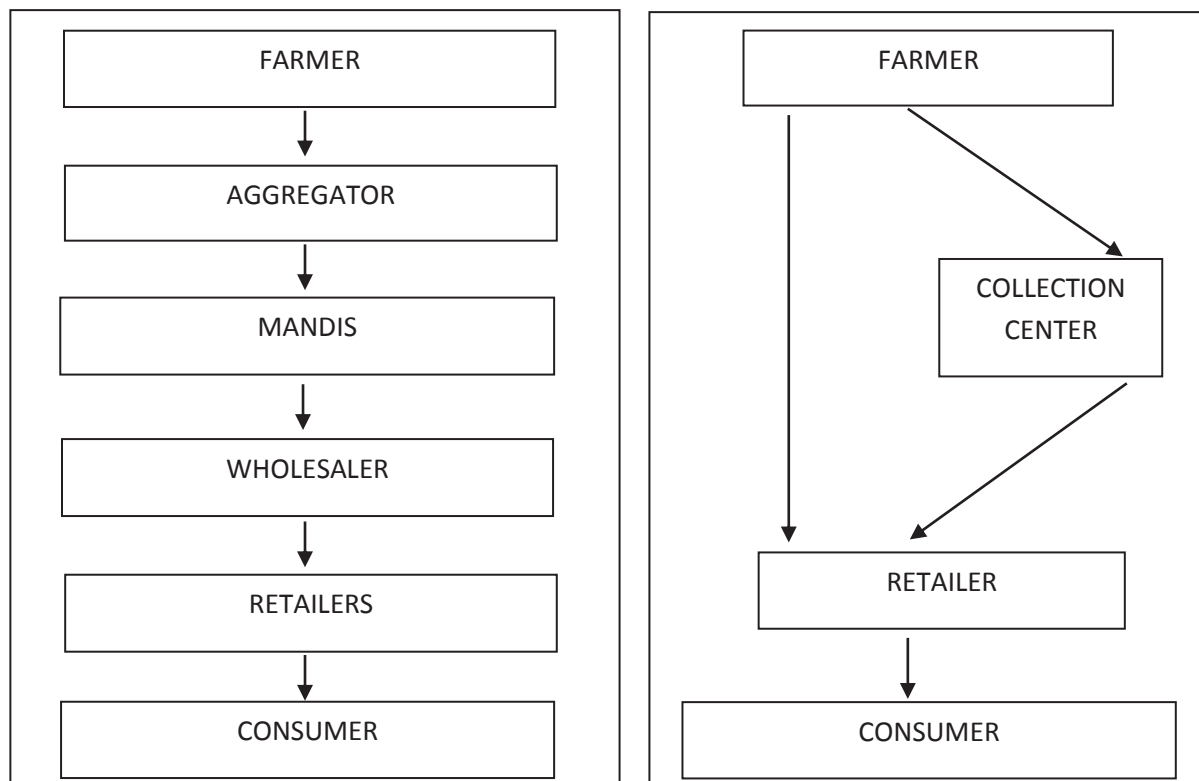 FARMER
AGGREGATOR
MANDIS
WHOLESALER
RETAILERS
CONSUMER
FARMER
COLLECTION
CENTER
RETAILER
CONSUMER